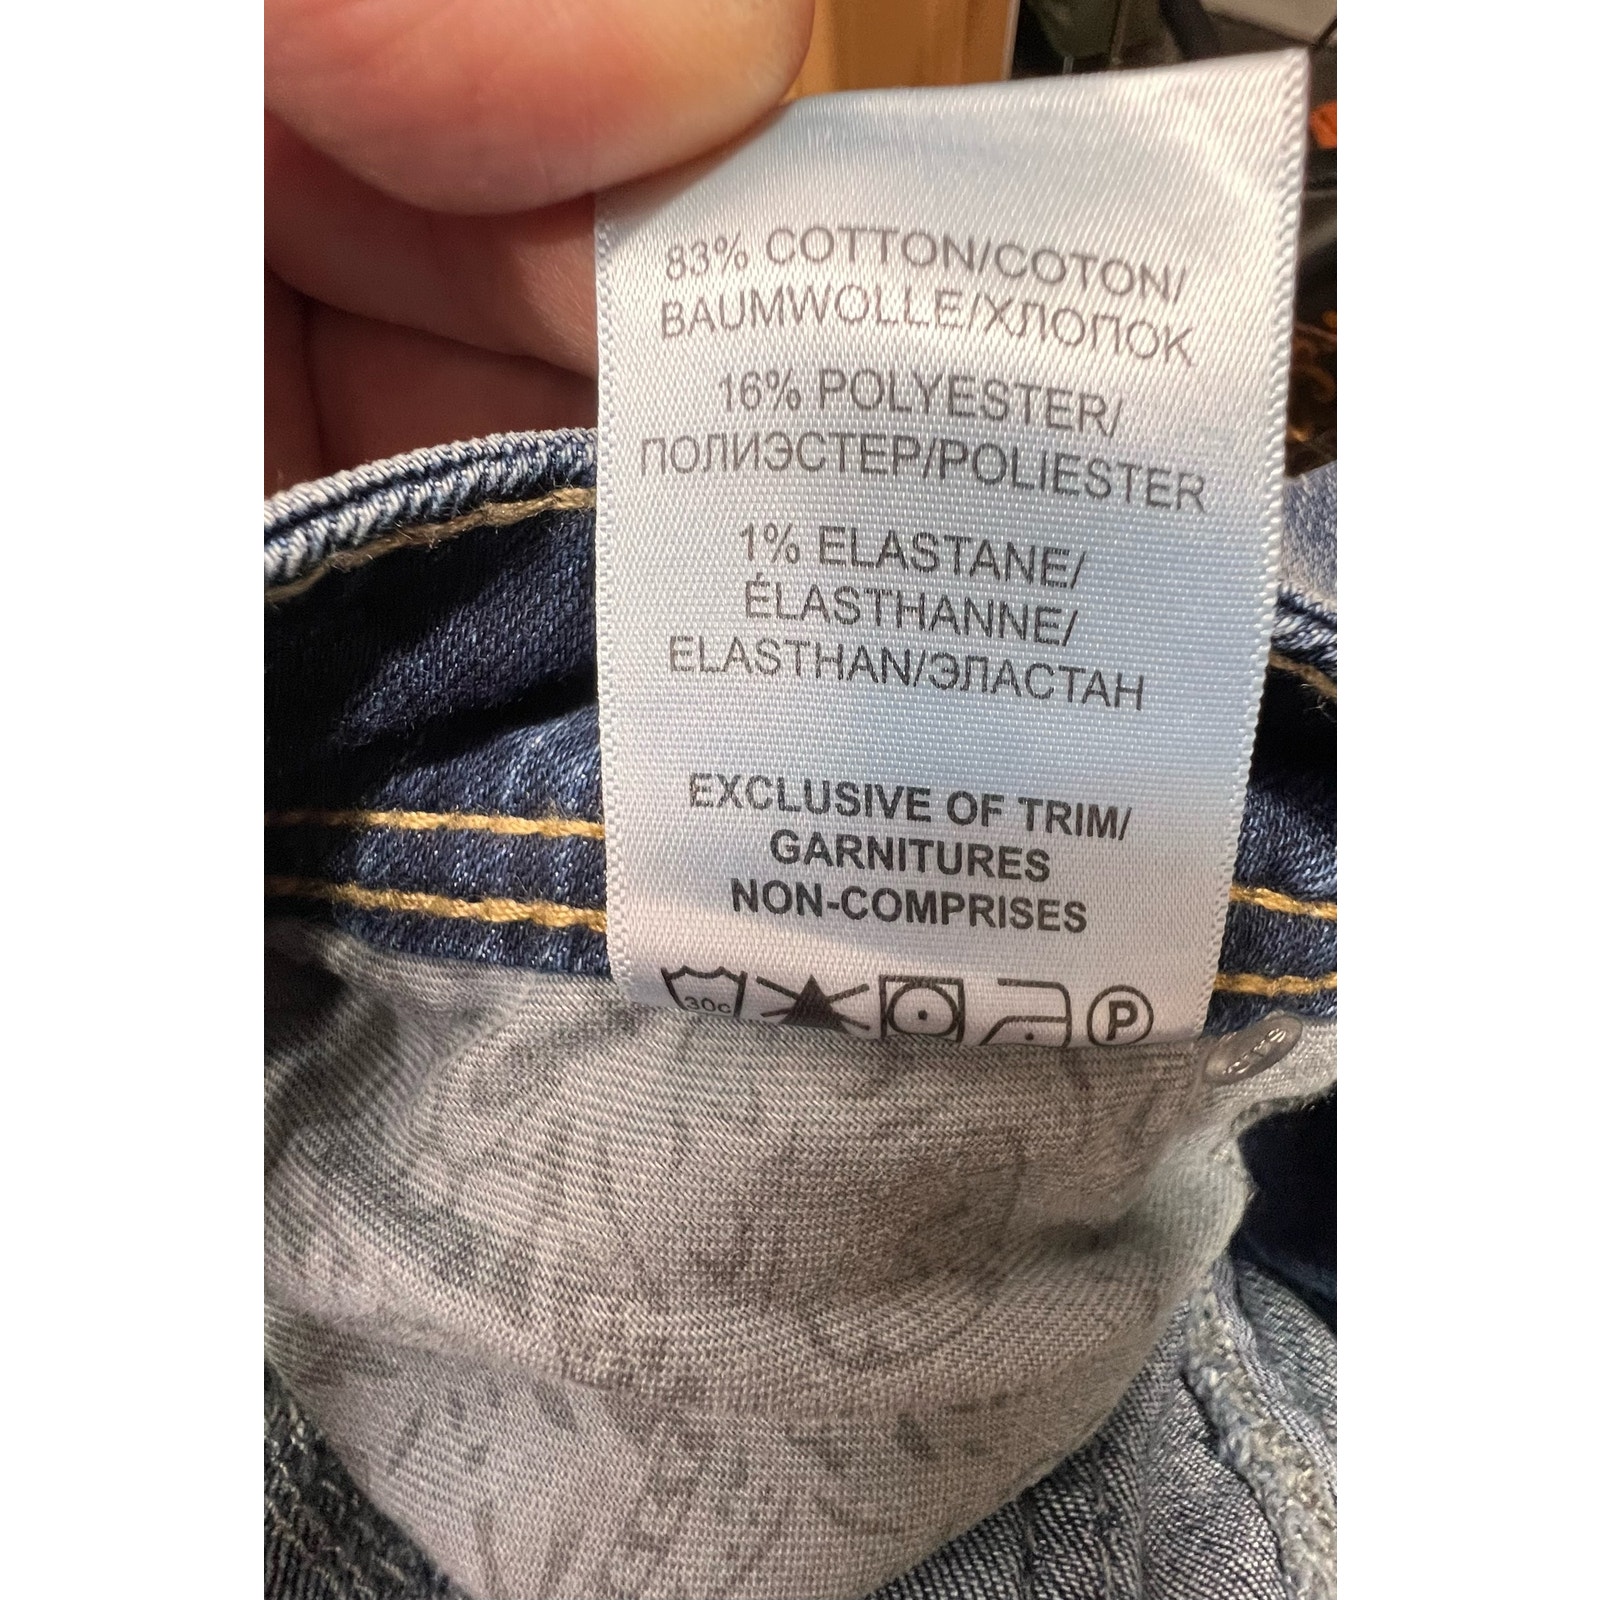 83% COTTON/COTON/
BAUMWOLLE/ХЛОПОК
16% POLYESTER/
ПОЛИЭСТЕР/POLIESTER
1% ELASTANE/
ÉLASTHANNE/
ELASTHAN/ЭЛАСТАН
EXCLUSIVE OF TRIM/
GARNITURES
NON-COMPRISES
30c
P